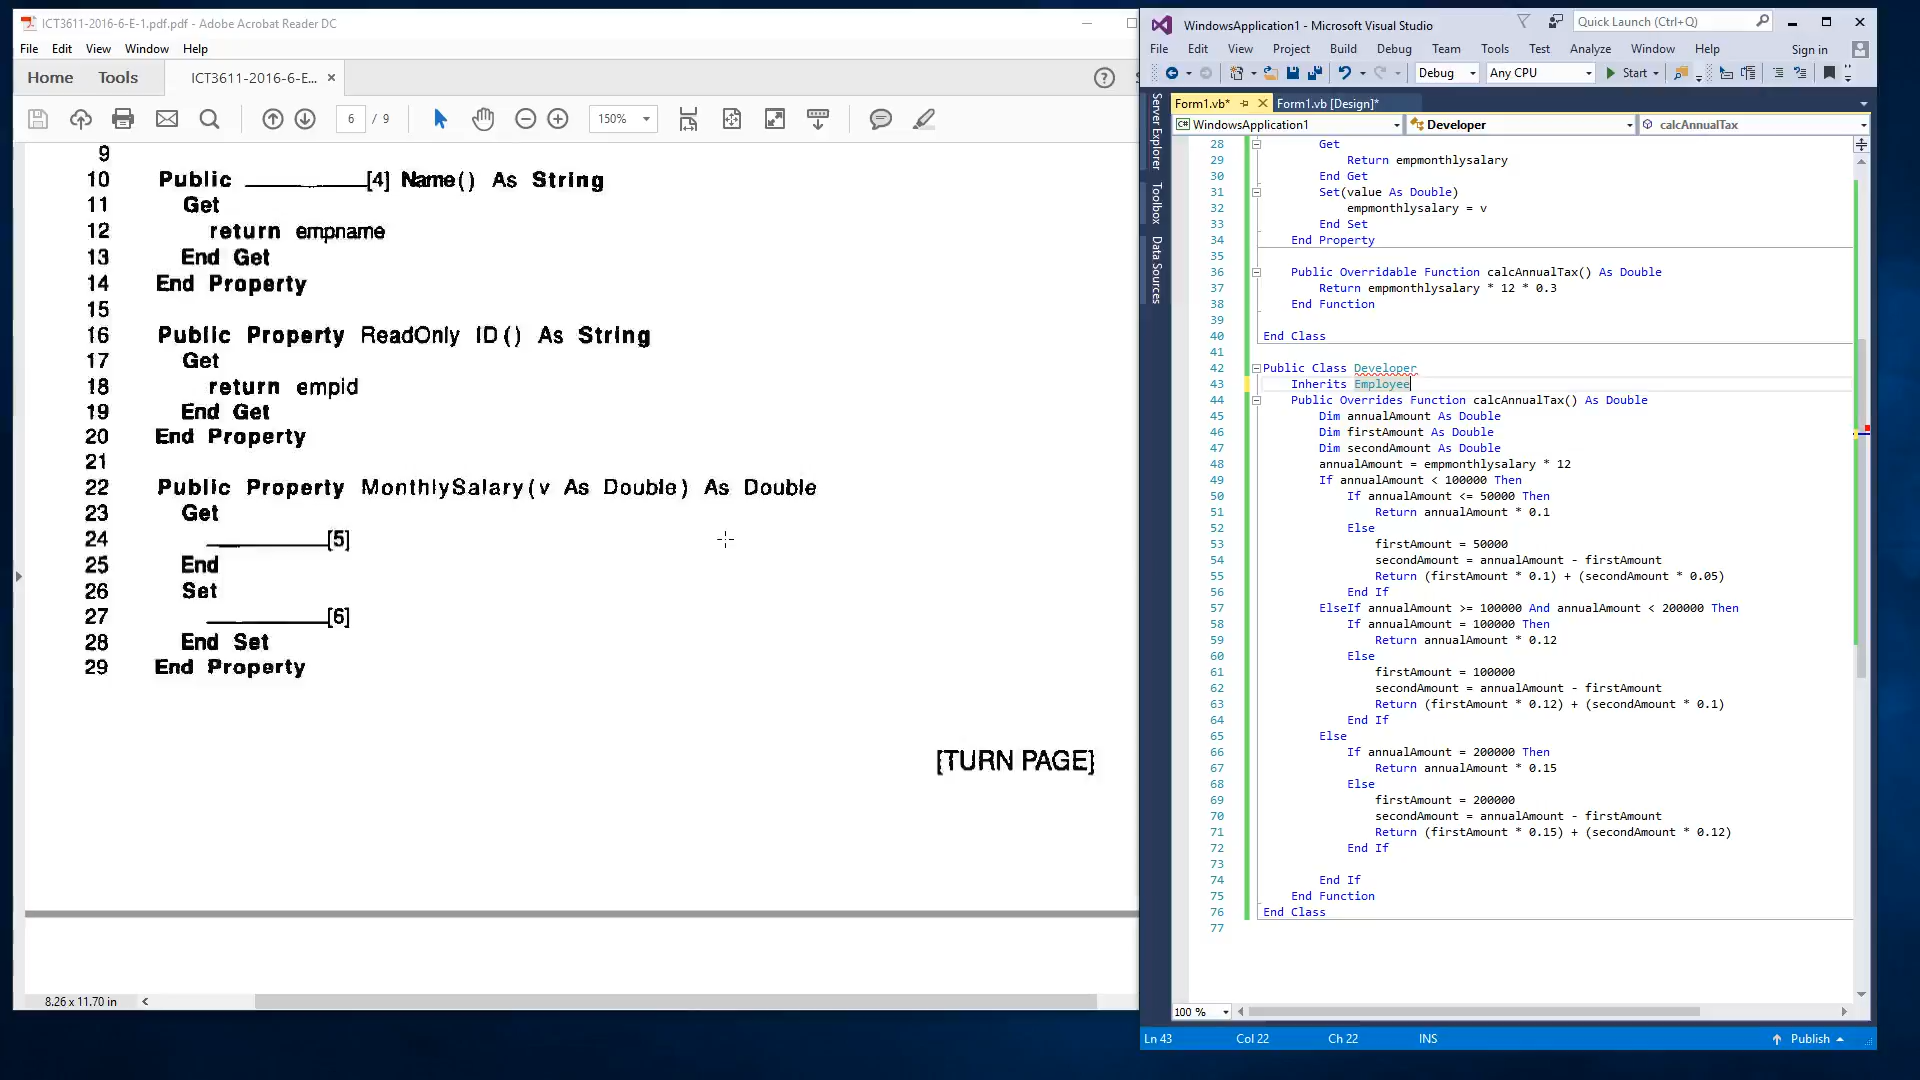 ICT3611-2016-6-E-1.pdf.pdf - Adobe Acrobat Reader DC
File Edit View Window Help
Home Tools ICT3611-2016-6-E... ×
6 / 9 150%
9
10 Public ________[4] Name() As String
11 Get
12 return empname
13 End Get
14 End Property
15
16 Public Property ReadOnly ID() As String
17 Get
18 return empid
19 End Get
20 End Property
21
22 Public Property MonthlySalary(v As Double) As Double
23 Get
24 ________[5]
25 End
26 Set
27 ________[6]
28 End Set
29 End Property
[TURN PAGE]
8.26 x 11.70 in
WindowsApplication1 - Microsoft Visual Studio
Quick Launch (Ctrl+Q)
File Edit View Project Build Debug Team Tools Test Analyze Window Help Sign in
Debug Any CPU Start
Server Explorer
Toolbox
Data Sources
Form1.vb* Form1.vb [Design]*
WindowsApplication1 Developer calcAnnualTax
28 Get
29 Return empmonthlysalary
30 End Get
31 Set(value As Double)
32 empmonthlysalary = v
33 End Set
34 End Property
35
36 Public Overridable Function calcAnnualTax() As Double
37 Return empmonthlysalary * 12 * 0.3
38 End Function
39
40 End Class
41
42 Public Class Developer
43 Inherits Employee
44 Public Overrides Function calcAnnualTax() As Double
45 Dim annualAmount As Double
46 Dim firstAmount As Double
47 Dim secondAmount As Double
48 annualAmount = empmonthlysalary * 12
49 If annualAmount < 100000 Then
50 If annualAmount <= 50000 Then
51 Return annualAmount * 0.1
52 Else
53 firstAmount = 50000
54 secondAmount = annualAmount - firstAmount
55 Return (firstAmount * 0.1) + (secondAmount * 0.05)
56 End If
57 ElseIf annualAmount >= 100000 And annualAmount < 200000 Then
58 If annualAmount = 100000 Then
59 Return annualAmount * 0.12
60 Else
61 firstAmount = 100000
62 secondAmount = annualAmount - firstAmount
63 Return (firstAmount * 0.12) + (secondAmount * 0.1)
64 End If
65 Else
66 If annualAmount = 200000 Then
67 Return annualAmount * 0.15
68 Else
69 firstAmount = 200000
70 secondAmount = annualAmount - firstAmount
71 Return (firstAmount * 0.15) + (secondAmount * 0.12)
72 End If
73
74 End If
75 End Function
76 End Class
77
100 %
Ln 43 Col 22 Ch 22 INS Publish